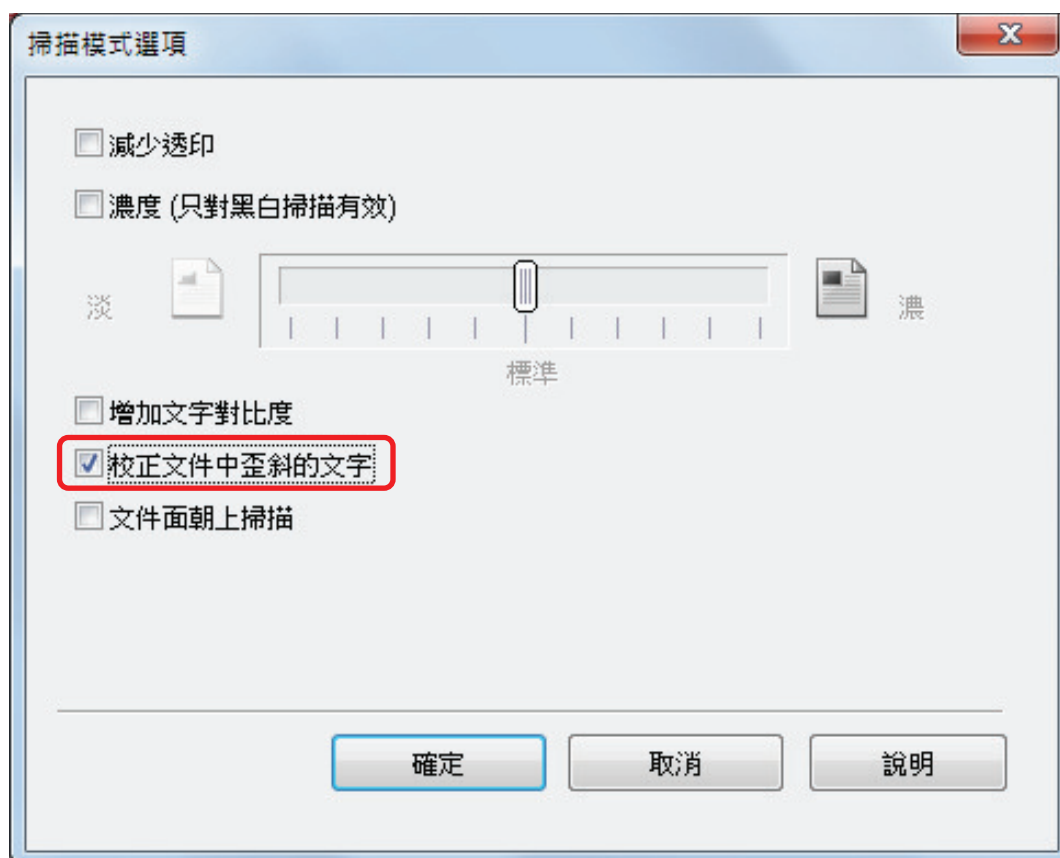 掃描模式選項
減少透印
濃度 (只對黑白掃描有效)
淡
濃
標準
增加文字對比度
校正文件中歪斜的文字
文件面朝上掃描
確定
取消
說明